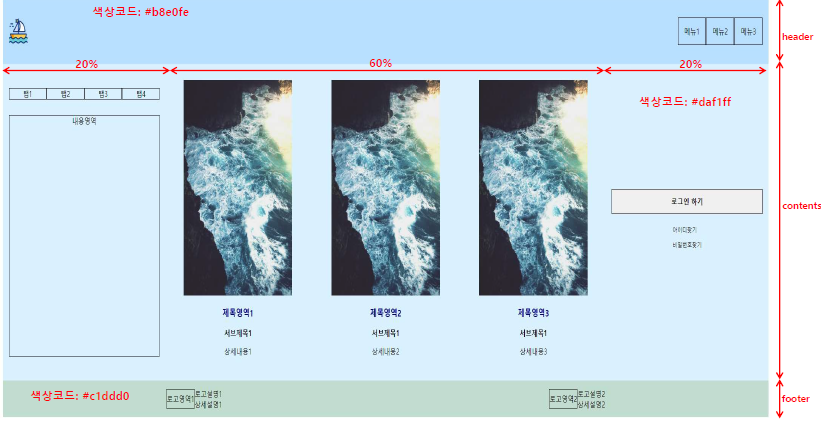 색상코드: #b8e0fe
메뉴1 메뉴2 메뉴3
header
20% 60% 20%
탭1 탭2 탭3 탭4
내용영역
색상코드: #daf1ff
로그인 하기
아이디찾기
비밀번호찾기
contents
제목영역1 제목영역2 제목영역3
서브제목1 서브제목1 서브제목1
상세내용1 상세내용2 상세내용3
색상코드: #c1ddd0
로고영역1
로고설명1
상세설명1
로고영역2
로고설명2
상세설명2
footer